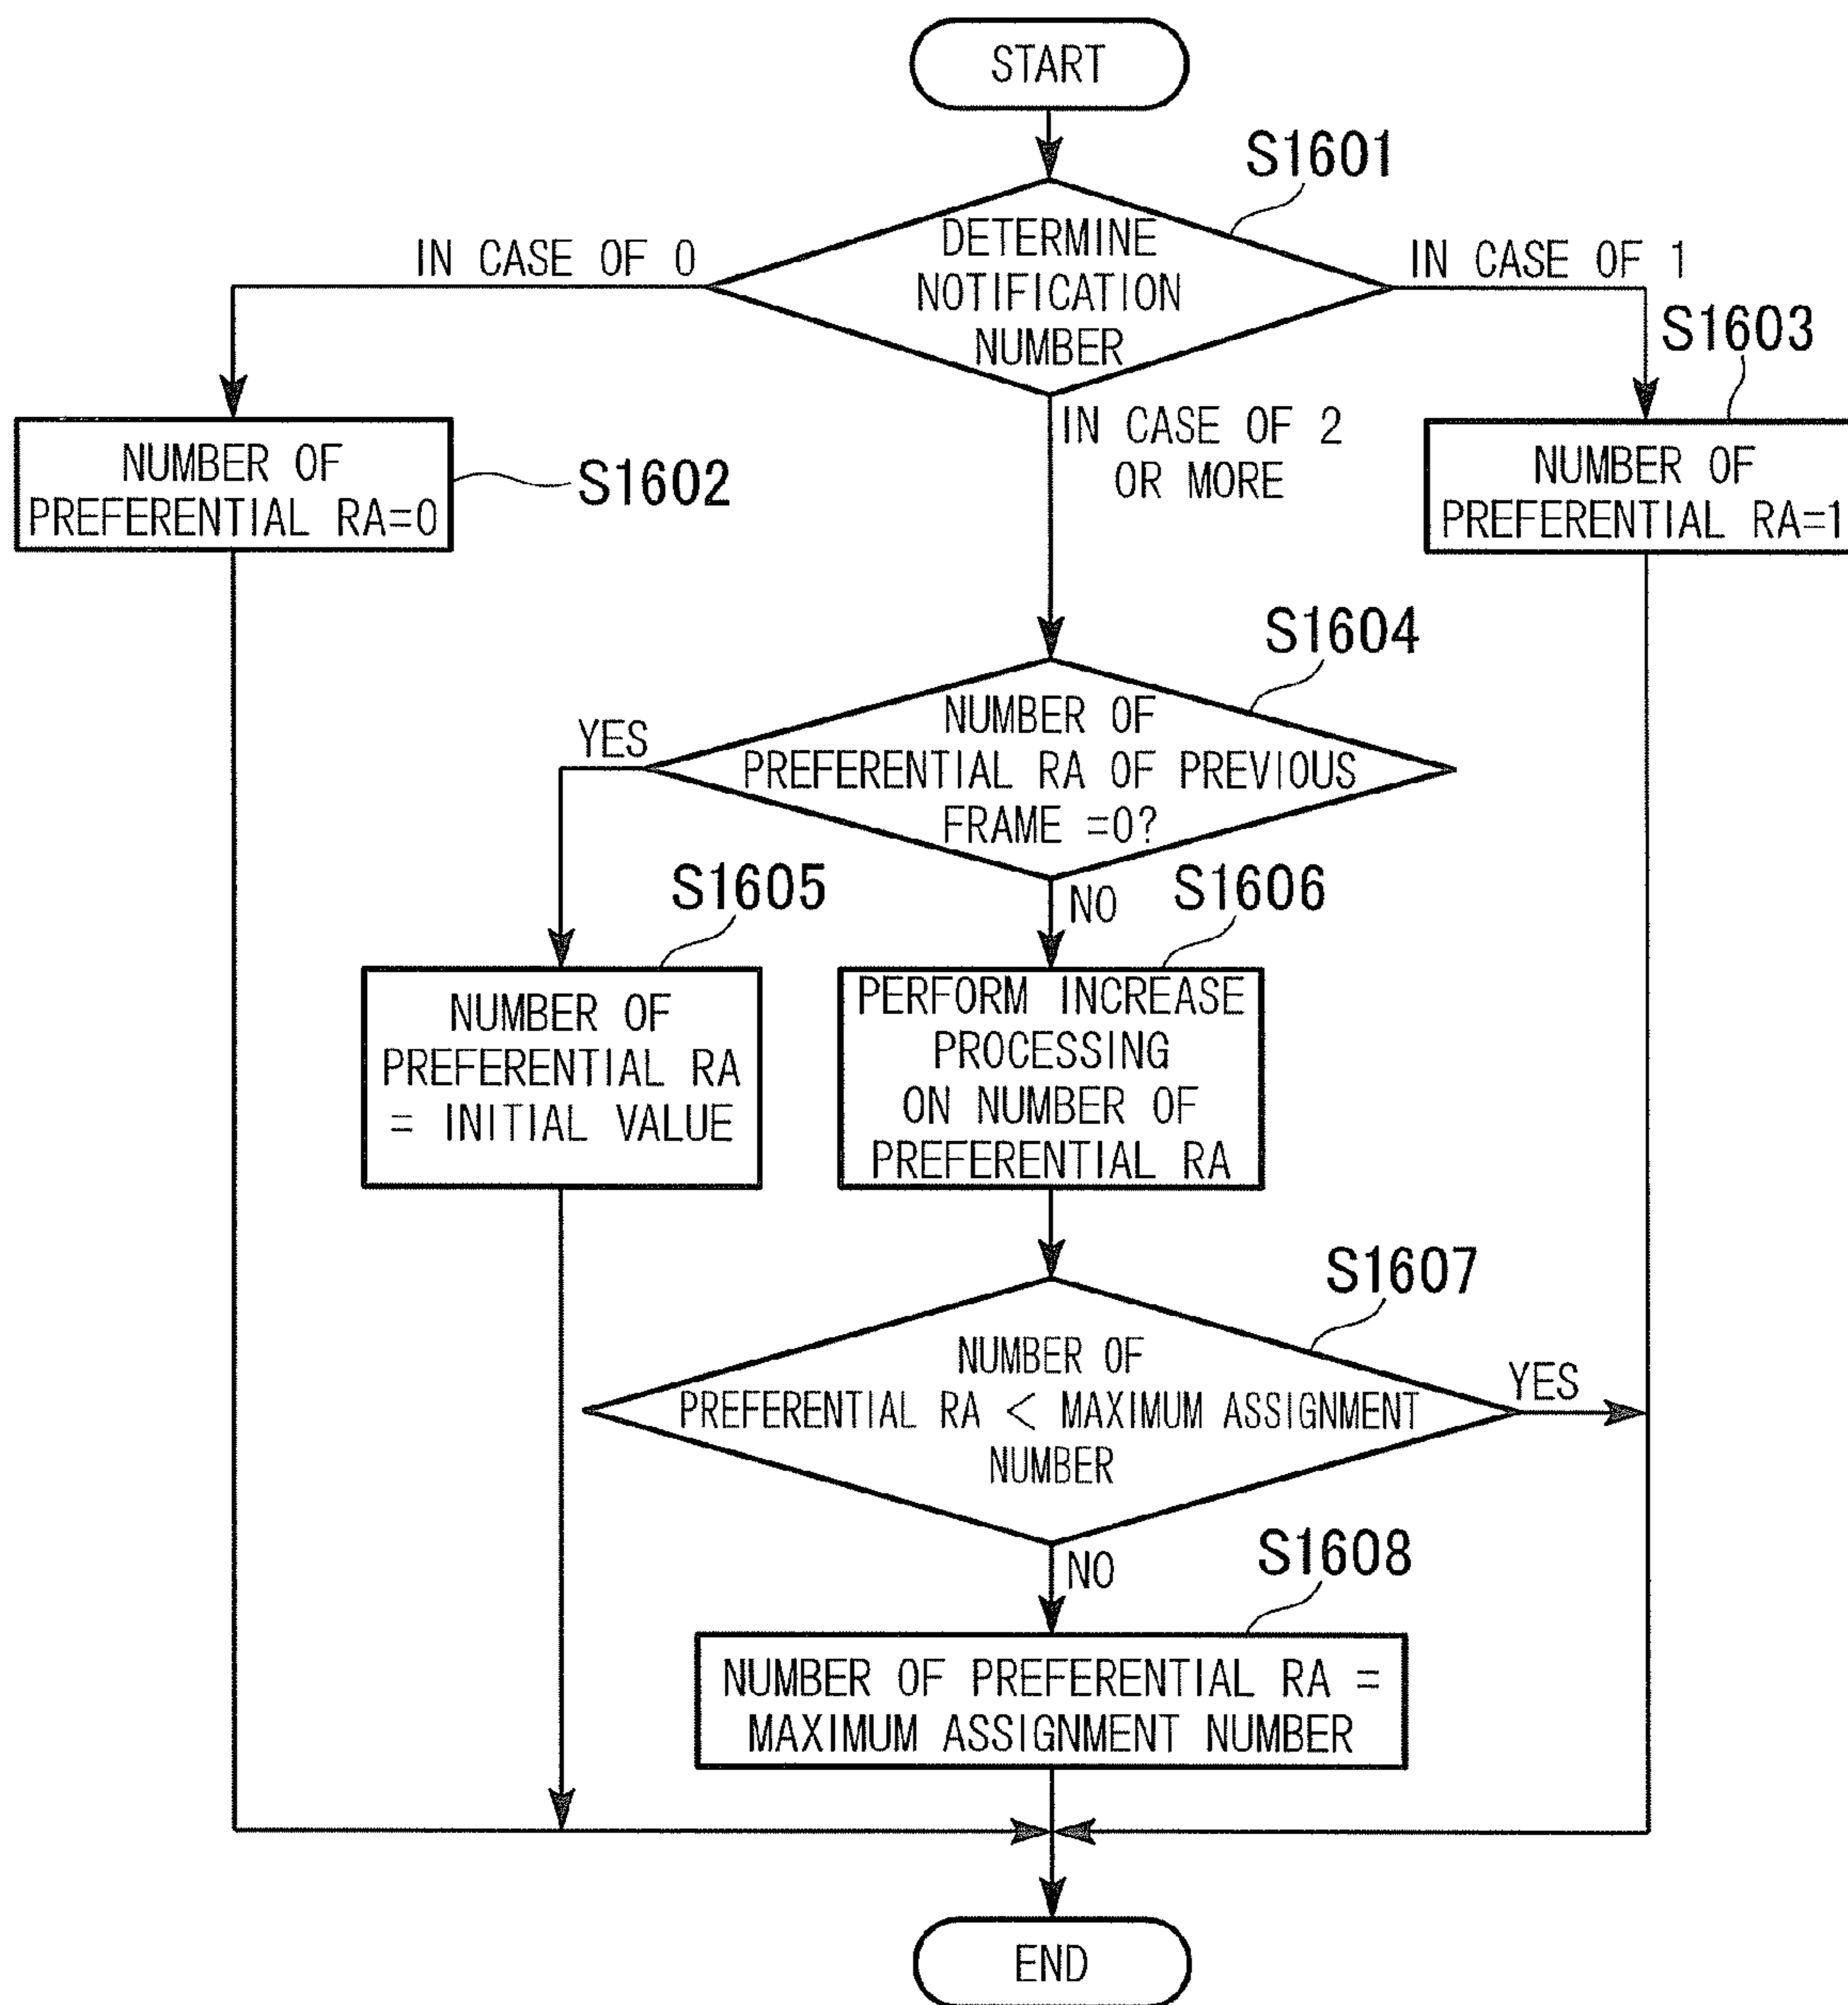 START
S1601
DETERMINE
NOTIFICATION
NUMBER
IN CASE OF 0
IN CASE OF 1
S1603
IN CASE OF 2
OR MORE
NUMBER OF
PREFERENTIAL RA=0
S1602
NUMBER OF
PREFERENTIAL RA=1
S1604
NUMBER OF
PREFERENTIAL RA OF PREVIOUS
FRAME =0?
YES
NO
S1605
S1606
NUMBER OF
PREFERENTIAL RA
= INITIAL VALUE
PERFORM INCREASE
PROCESSING
ON NUMBER OF
PREFERENTIAL RA
S1607
NUMBER OF
PREFERENTIAL RA < MAXIMUM ASSIGNMENT
NUMBER
YES
NO
S1608
NUMBER OF PREFERENTIAL RA =
MAXIMUM ASSIGNMENT NUMBER
END